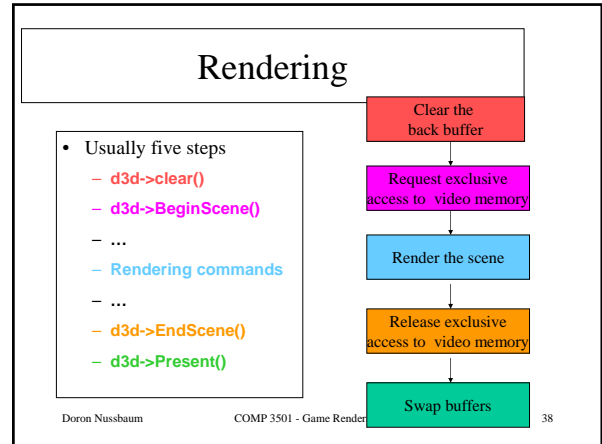 Rendering
• Usually five steps
– d3d->clear()
– d3d->BeginScene()
– ...
– Rendering commands
– ...
– d3d->EndScene()
– d3d->Present()
Clear the
back buffer
Request exclusive
access to video memory
Render the scene
Release exclusive
access to video memory
Swap buffers
Doron Nussbaum
COMP 3501 - Game Render
38